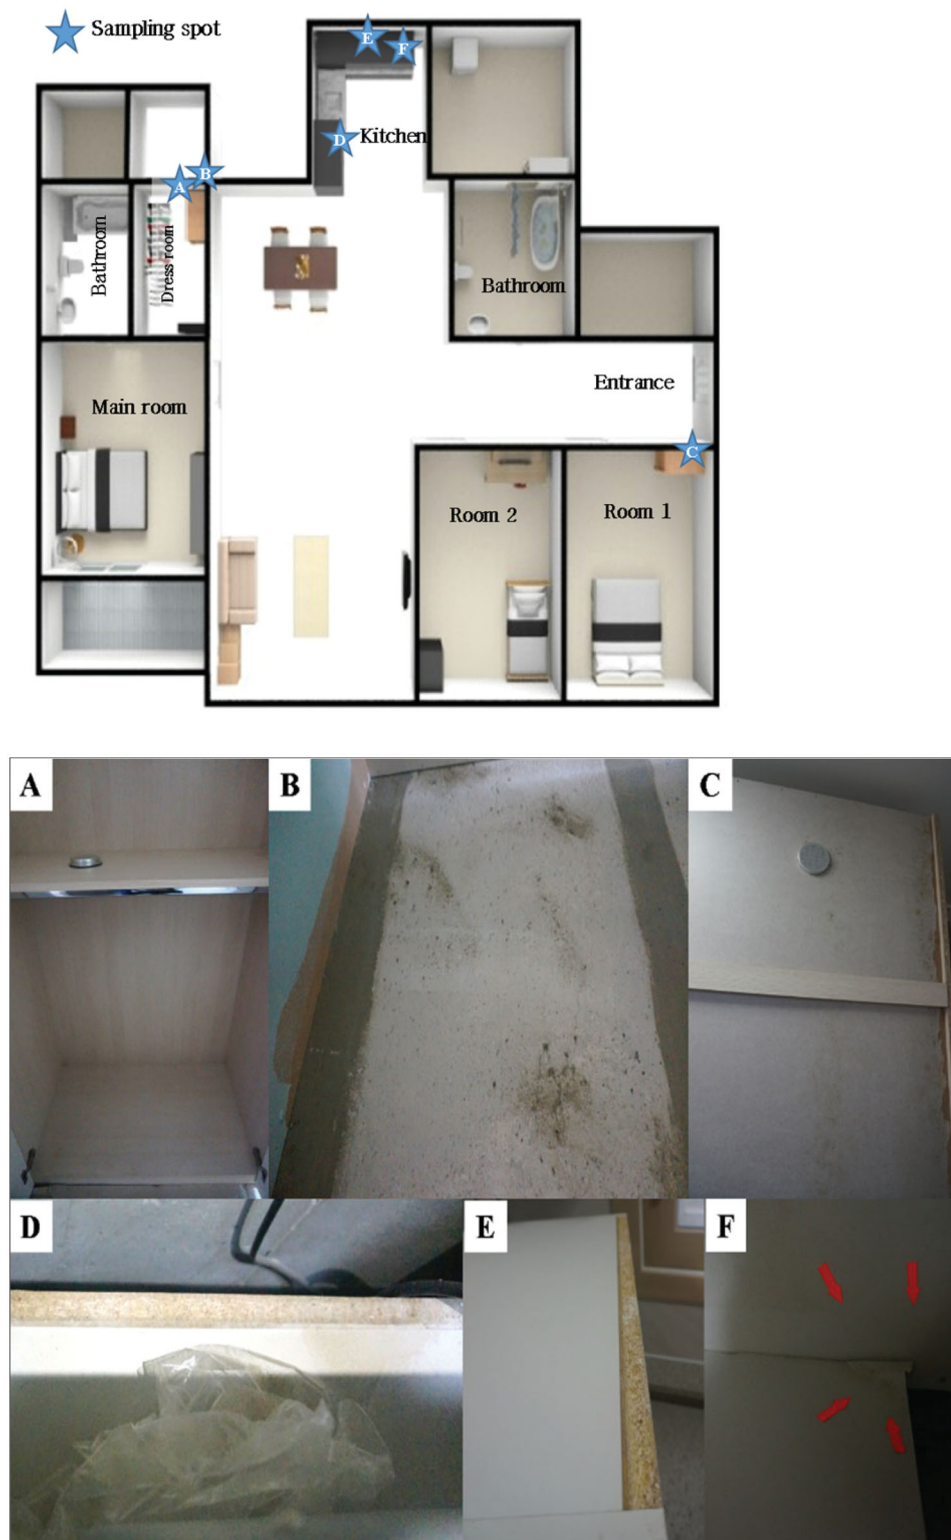 Sampling spot
E
F
D
Kitchen
B
A
Bathroom
Dress room
Bathroom
Entrance
Main room
C
Room 2
Room 1
A
B
C
D
E
F